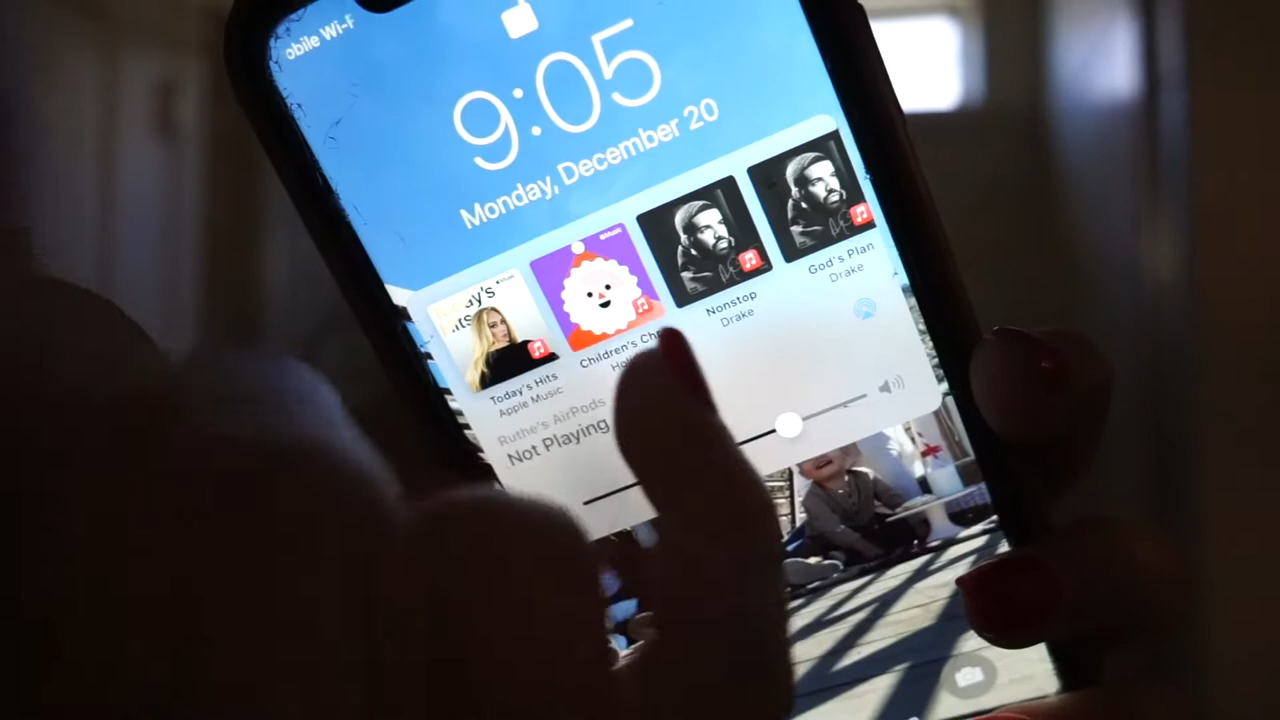 obile Wi-F
9:05
Monday, December 20
Today's
Hits
Music
Today's Hits
Apple Music
Children's
Nonstop
Drake
God's Plan
Drake
Ruthe's AirPods
Not Playing